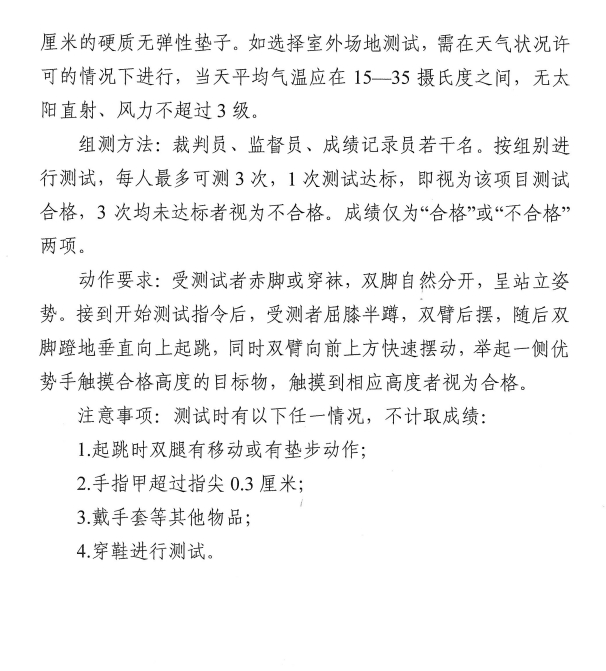 厘米的硬质无弹性垫子。如选择室外场地测试，需在天气状况许
可的情况下进行，当天平均气温应在 15—35 摄氏度之间，无太
阳直射、风力不超过 3 级。
组测方法：裁判员、监督员、成绩记录员若干名。按组别进
行测试，每人最多可测 3 次，1 次测试达标，即视为该项目测试
合格，3 次均未达标者视为不合格。成绩仅为“合格”或“不合格”
两项。
动作要求：受测试者赤脚或穿袜，双脚自然分开，呈站立姿
势。接到开始测试指令后，受测者屈膝半蹲，双臂后摆，随后双
脚蹬地垂直向上起跳，同时双臂向前上方快速摆动，举起一侧优
势手触摸合格高度的目标物，触摸到相应高度者视为合格。
注意事项：测试时有以下任一情况，不计取成绩：
1.起跳时双腿有移动或有垫步动作；
2.手指甲超过指尖 0.3 厘米；
3.戴手套等其他物品；
4.穿鞋进行测试。